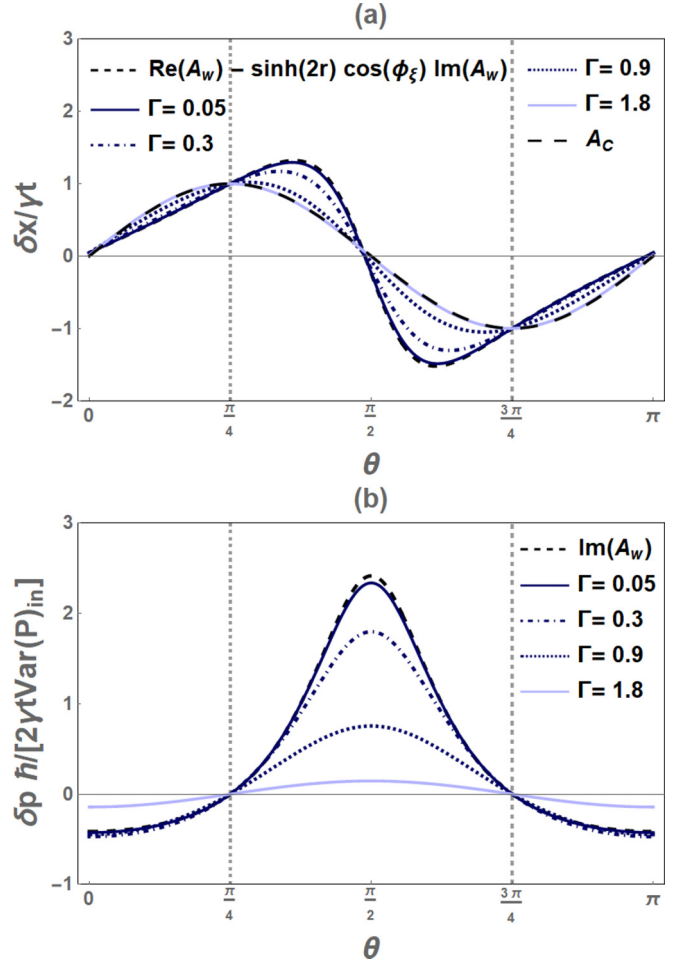 (a)
3
2
1
0
−1
−2
δx/γt
Re(A_w) − sinh(2r) cos(ϕ_ξ) Im(A_w)
Γ= 0.05
Γ= 0.3
Γ= 0.9
Γ= 1.8
A_C
0
π/4
π/2
3 π/4
π
θ
(b)
3
2
1
0
−1
δp ℏ/[2γtVar(P)_in]
Im(A_w)
Γ= 0.05
Γ= 0.3
Γ= 0.9
Γ= 1.8
0
π/4
π/2
3 π/4
π
θ